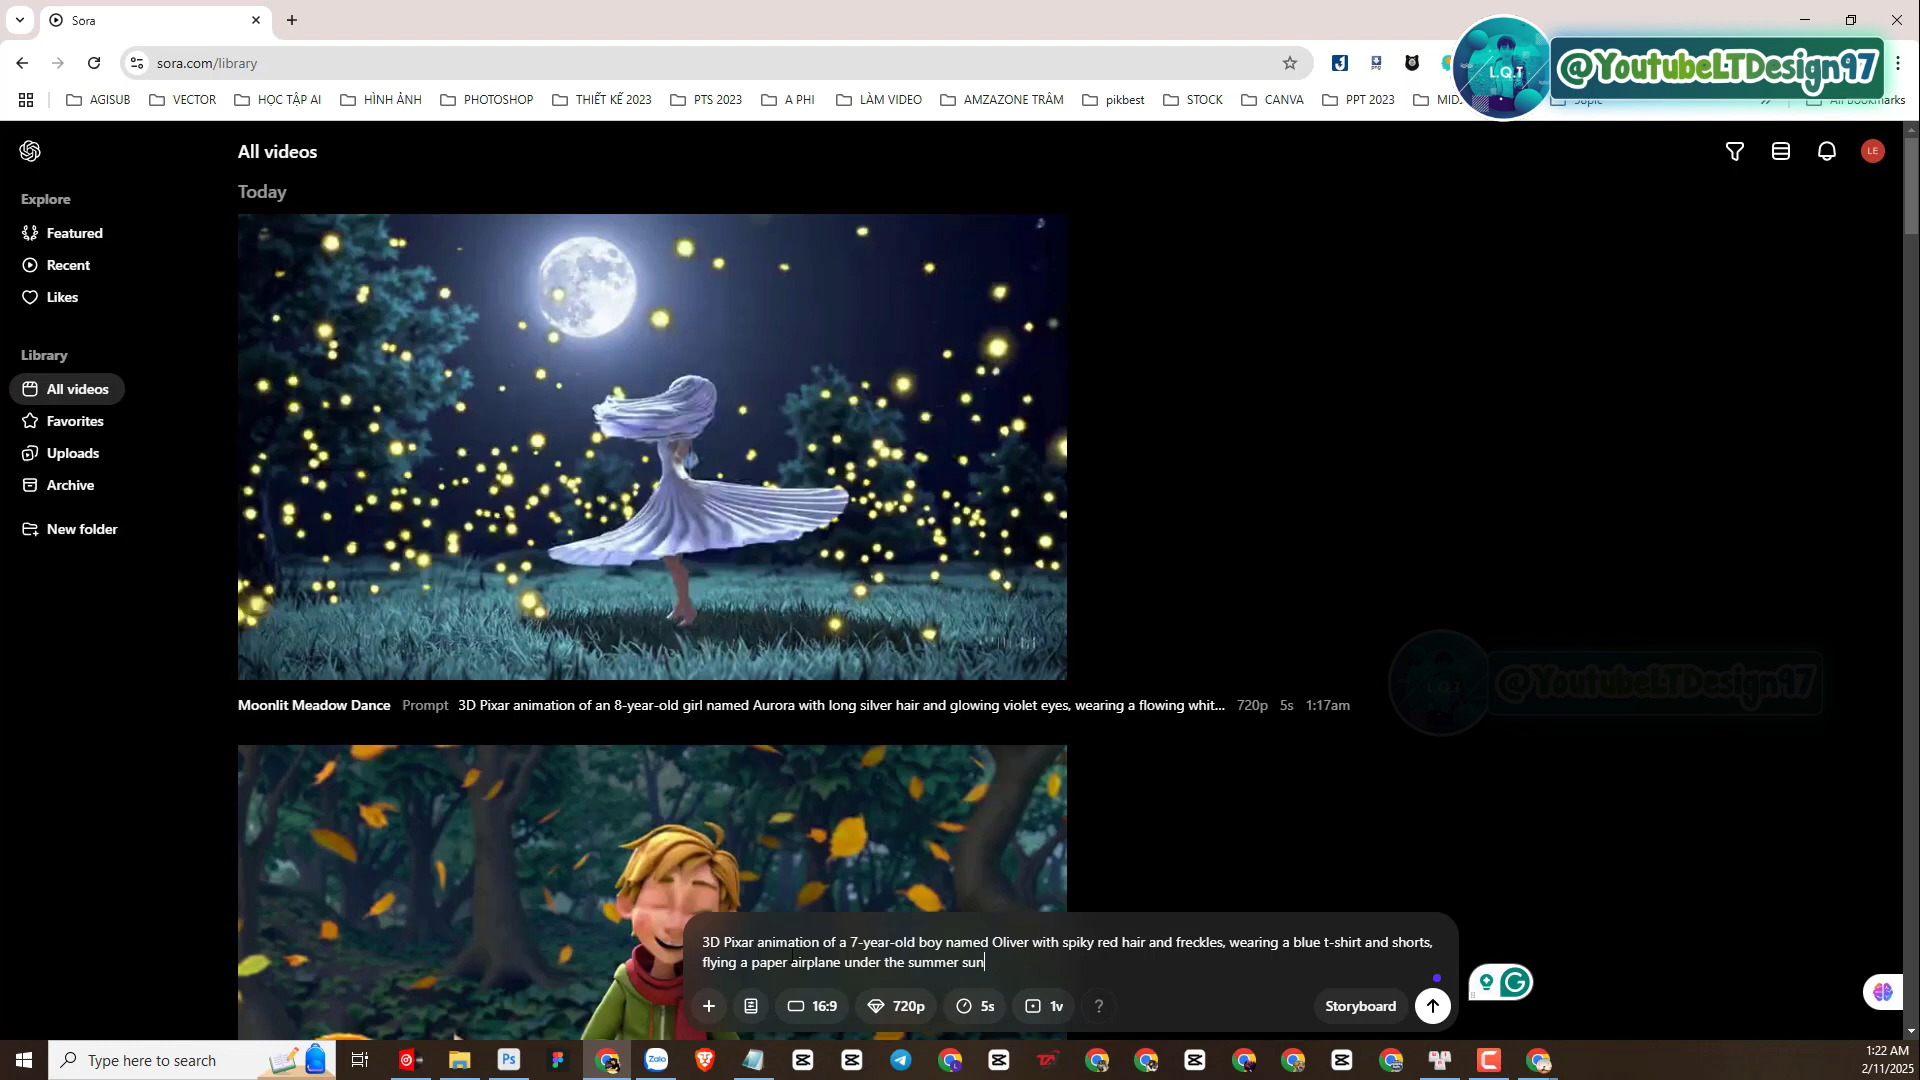 Sora
sora.com/library
L.Q.T
@YoutubeLTDesign97
AGISUB
VECTOR
HỌC TẬP AI
HÌNH ẢNH
PHOTOSHOP
THIẾT KẾ 2023
PTS 2023
A PHI
LÀM VIDEO
AMZAZONE TRÂM
pikbest
STOCK
CANVA
PPT 2023
All Bookmarks
All videos
LE
Today
Explore
Featured
Recent
Likes
Library
All videos
Favorites
Uploads
Archive
New folder
Moonlit Meadow Dance Prompt 3D Pixar animation of an 8-year-old girl named Aurora with long silver hair and glowing violet eyes, wearing a flowing whit... 720p 5s 1:17am
@YoutubeLTDesign97
3D Pixar animation of a 7-year-old boy named Oliver with spiky red hair and freckles, wearing a blue t-shirt and shorts,
flying a paper airplane under the summer sun
16:9
720p
5s
1v
?
Storyboard
Type here to search
Ps
Zalo
1:22 AM
2/11/2025